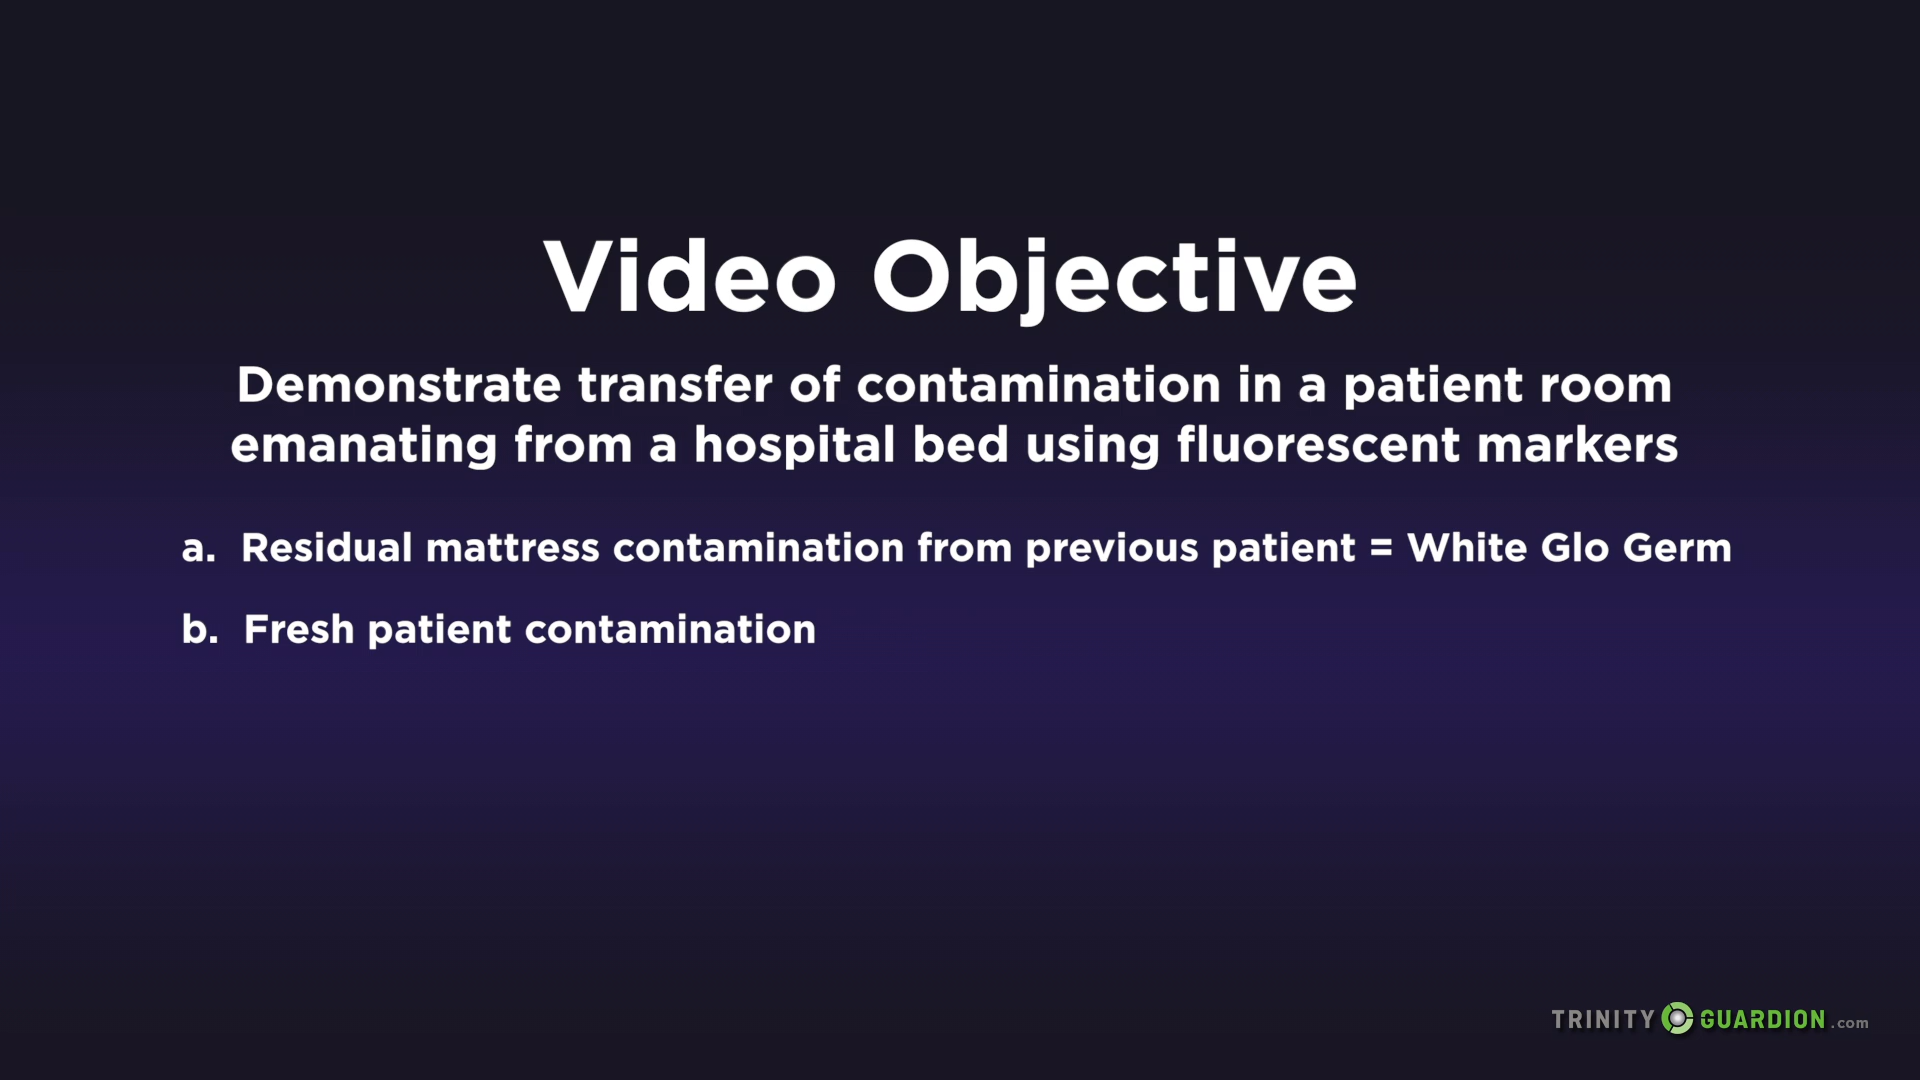 Video Objective
Demonstrate transfer of contamination in a patient room
emanating from a hospital bed using fluorescent markers
a. Residual mattress contamination from previous patient = White Glo Germ
b. Fresh patient contamination
TRINITY GUARDION.com